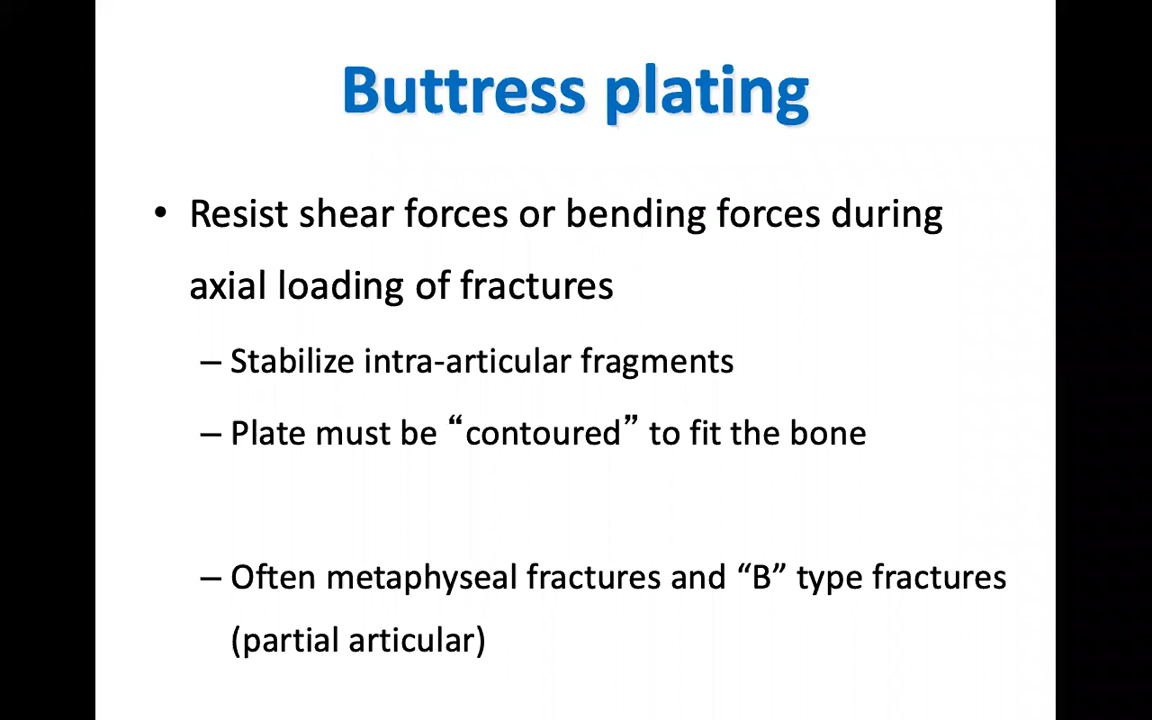 Buttress plating
• Resist shear forces or bending forces during
axial loading of fractures
– Stabilize intra-articular fragments
– Plate must be “contoured” to fit the bone
– Often metaphyseal fractures and “B” type fractures
(partial articular)